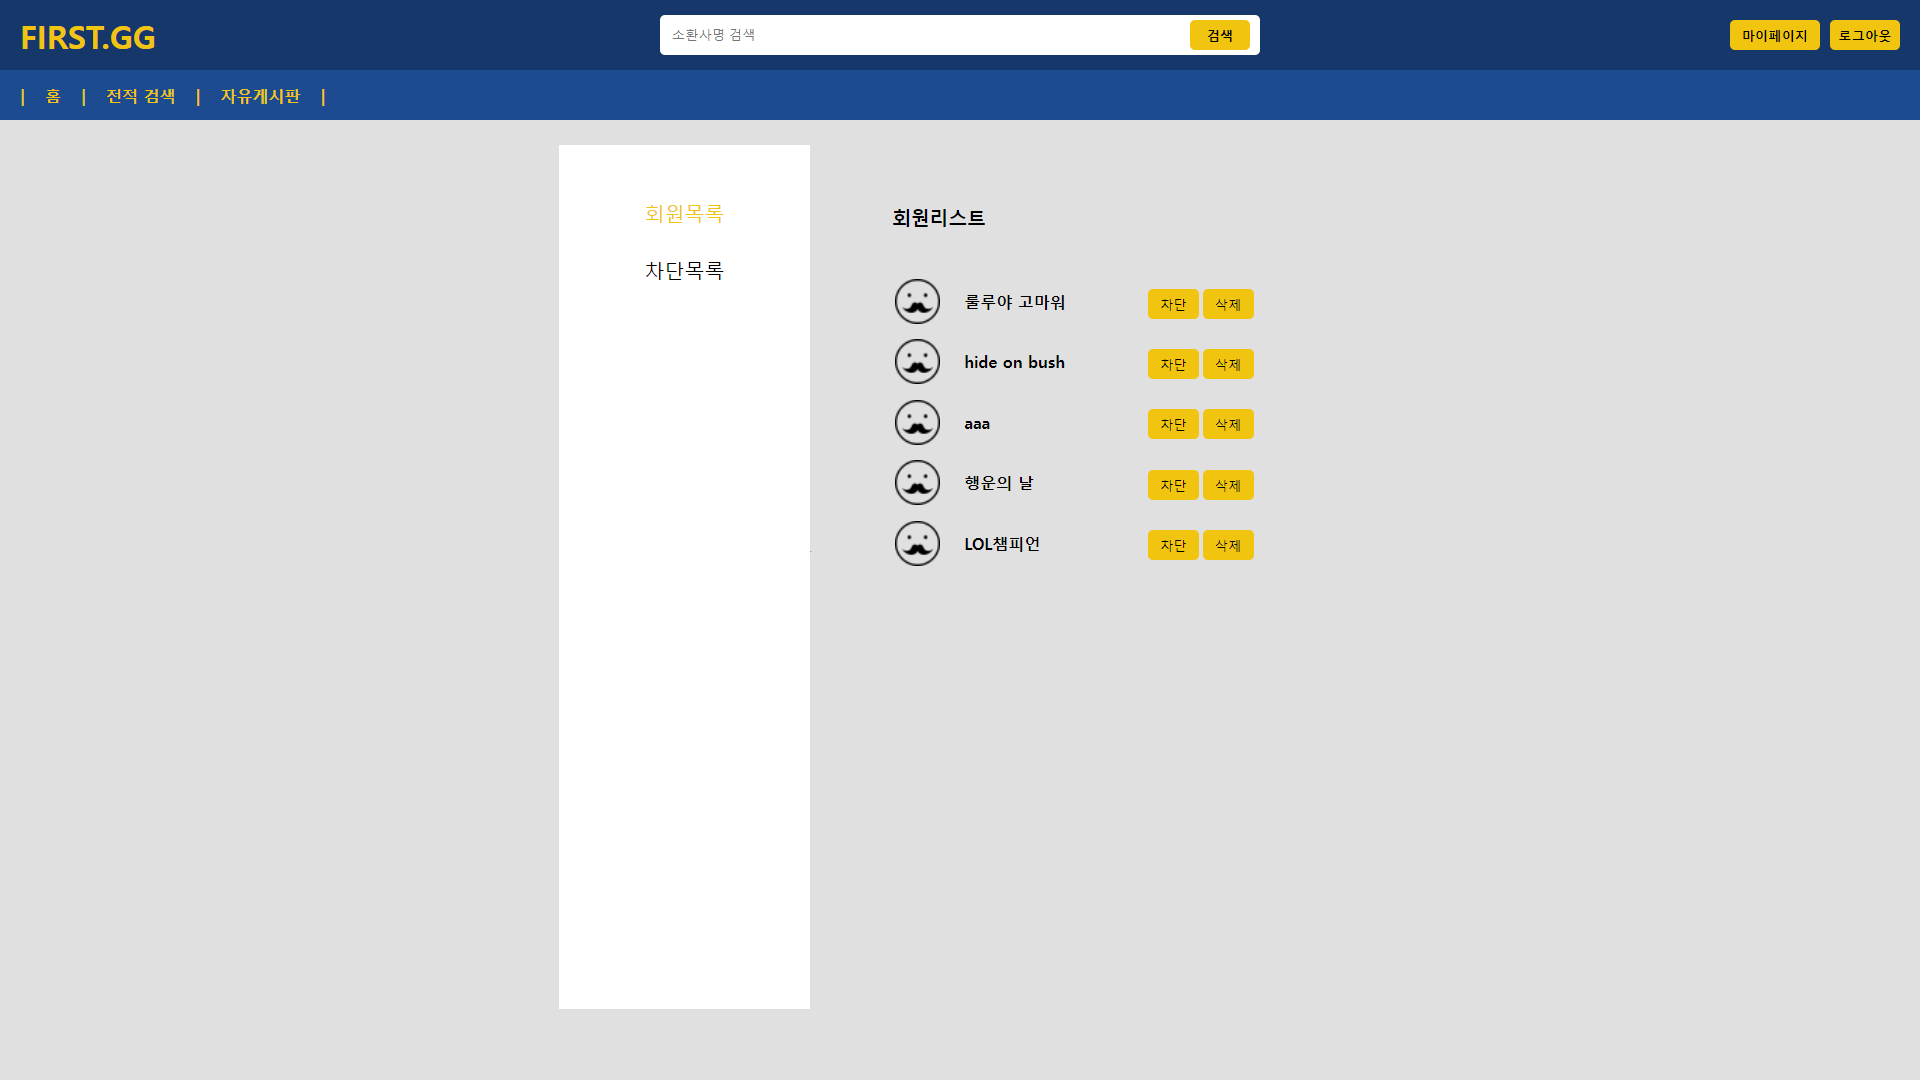 FIRST.GG
소환사명 검색
검색
마이페이지
로그아웃
| 홈 | 전적 검색 | 자유게시판 |
회원목록
차단목록
회원리스트
룰루야 고마워 차단 삭제
hide on bush 차단 삭제
aaa 차단 삭제
행운의 날 차단 삭제
LOL챔피언 차단 삭제